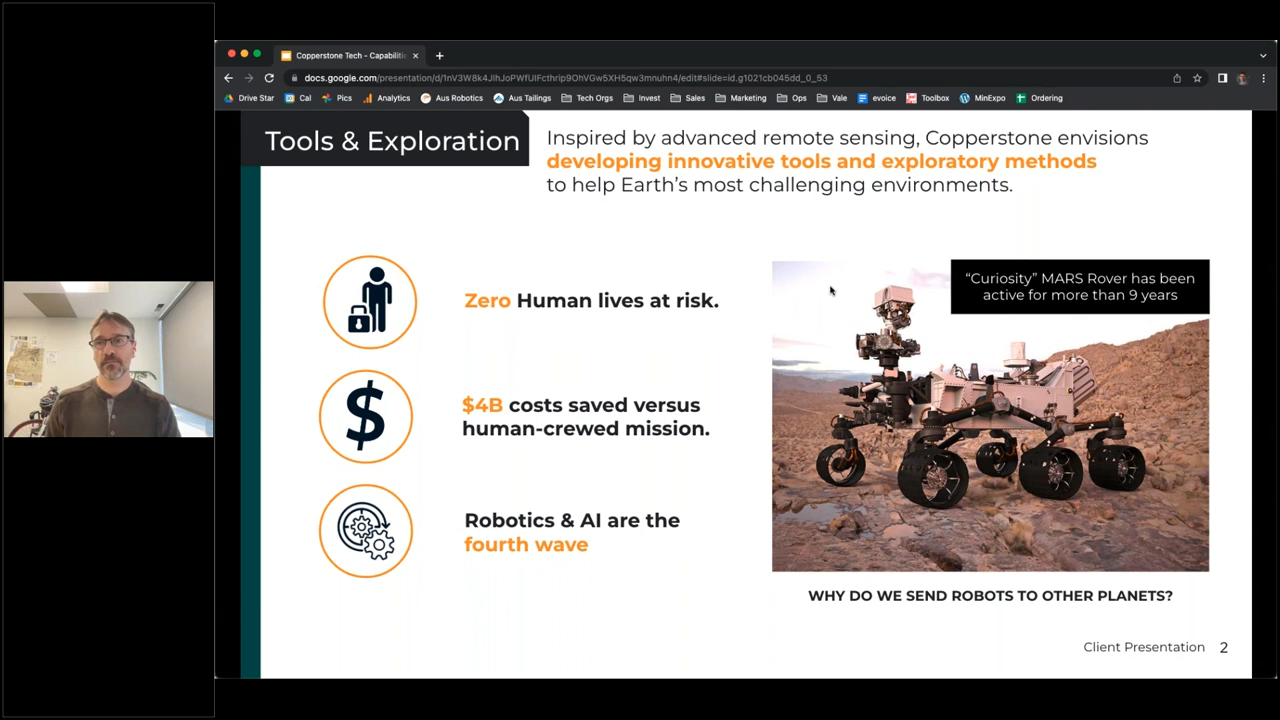 Copperstone Tech - Capabiliti
docs.google.com/presentation/d/1nV3W8k4JIhJoPWfUIFcthrip9OhVGw5XH5qw3mnuhn4/edit#slide=id.g1021cb045dd_0_53
Drive Star Cal Pics Analytics Aus Robotics Aus Tailings Tech Orgs Invest Sales Marketing Ops Vale evoice Toolbox MinExpo Ordering
Tools & Exploration
Inspired by advanced remote sensing, Copperstone envisions
developing innovative tools and exploratory methods
to help Earth's most challenging environments.
Zero Human lives at risk.
$
$4B costs saved versus
human-crewed mission.
Robotics & AI are the
fourth wave
“Curiosity” MARS Rover has been
active for more than 9 years
WHY DO WE SEND ROBOTS TO OTHER PLANETS?
Client Presentation 2